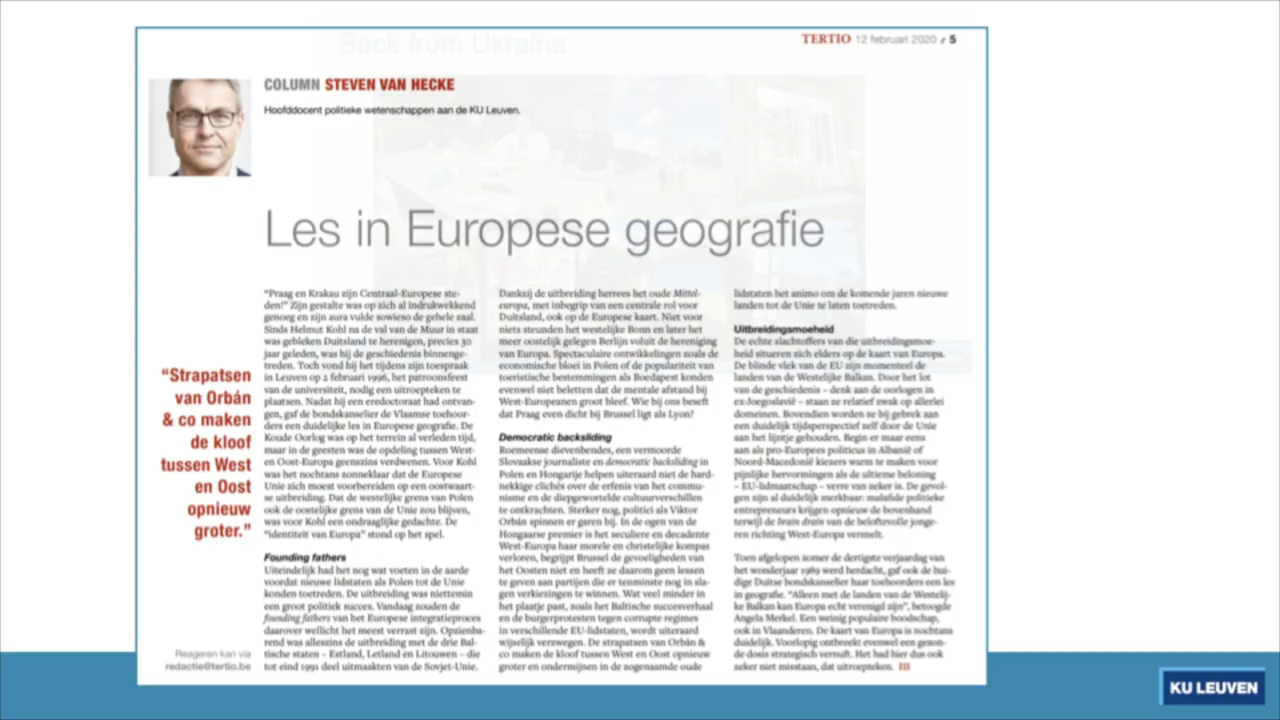 Back from Ukraine
TERTIO 12 februari 2020 // 5
COLUMN STEVEN VAN HECKE
Hoofddocent politieke wetenschappen aan de KU Leuven.
Les in Europese geografie
“Strapatsen
van Orbán
& co maken
de kloof
tussen West
en Oost
opnieuw
groter.”
Reageren kan via
redactie@tertio.be
“Praag en Krakau zijn Centraal-Europese ste-
den!” Zijn gestalte was op zich al indrukwekkend
genoeg en zijn aura vulde sowieso de gehele zaal.
Sinds Helmut Kohl na de val van de Muur in staat
was gebleken Duitsland te herenigen, precies 30
jaar geleden, was hij de geschiedenis binnenge-
treden. Toch vond hij het tijdens zijn toespraak
in Leuven op 2 februari 1996, het patroonsfeest
van de universiteit, nodig een uitroepteken te
plaatsen. Nadat hij een eredoctoraat had ontvan-
gen, gaf de bondskanselier de Vlaamse toehoor-
ders een duidelijke les in Europese geografie. De
Koude Oorlog was op het terrein al verleden tijd,
maar in de geesten was de opdeling tussen West-
en Oost-Europa geenszins verdwenen. Voor Kohl
was het nochtans zonneklaar dat de Europese
Unie zich moest voorbereiden op een oostwaart-
se uitbreiding. Dat de westelijke grens van Polen
ook de oostelijke grens van de Unie zou blijven,
was voor Kohl een ondraaglijke gedachte. De
“identiteit van Europa” stond op het spel.
Founding fathers
Uiteindelijk had het nog wat voeten in de aarde
voordat nieuwe lidstaten als Polen tot de Unie
konden toetreden. De uitbreiding was niettemin
een groot politiek succes. Vandaag zouden de
founding fathers van het Europese integratieproces
daarover wellicht het meest verrast zijn. Opzienba-
rend was alleszins de uitbreiding met de drie Bal-
tische staten – Estland, Letland en Litouwen – die
tot eind 1991 deel uitmaakten van de Sovjet-Unie.
Dankzij de uitbreiding herrees het oude Mittel-
europa, met inbegrip van een centrale rol voor
Duitsland, ook op de Europese kaart. Niet voor
niets steunden het westelijke Bonn en later het
meer oostelijk gelegen Berlijn voluit de hereniging
van Europa. Spectaculaire ontwikkelingen zoals de
economische bloei in Polen of de populariteit van
toeristische bestemmingen als Boedapest konden
evenwel niet beletten dat de mentale afstand bij
West-Europeanen groot bleef. Wie bij ons beseft
dat Praag even dicht bij Brussel ligt als Lyon?
Democratic backsliding
Roemeense dievenbendes, een vermoorde
Slovaakse journaliste en democratic backsliding in
Polen en Hongarije helpen uiteraard niet de hard-
nekkige clichés over de erfenis van het commu-
nisme en de diepgewortelde cultuurverschillen
te ontkrachten. Sterker nog, politici als Viktor
Orbán spinnen er garen bij. In de ogen van de
Hongaarse premier is het seculiere en decadente
West-Europa haar morele en christelijke kompas
verloren, begrijpt Brussel de gevoeligheden van
het Oosten niet en heeft ze daarom geen lessen
te geven aan partijen die er tenminste nog in sla-
gen verkiezingen te winnen. Wat veel minder in
het plaatje past, zoals het Baltische succesverhaal
en de burgerprotesten tegen corrupte regimes
in verschillende EU-lidstaten, wordt uiteraard
wijselijk verzwegen. De strapatsen van Orbán &
co maken de kloof tussen West en Oost opnieuw
groter en ondermijnen in de zogenaamde oude
lidstaten het animo om de komende jaren nieuwe
landen tot de Unie te laten toetreden.
Uitbreidingsmoeheid
De echte slachtoffers van die uitbreidingsmoe-
heid situeren zich elders op de kaart van Europa.
De blinde vlek van de EU zijn momenteel de
landen van de Westelijke Balkan. Door het lot
van de geschiedenis – denk aan de oorlogen in
ex-Joegoslavië – staan ze relatief zwak op allerlei
domeinen. Bovendien worden ze bij gebrek aan
een duidelijk tijdsperspectief zelf door de Unie
aan het lijntje gehouden. Begin er maar eens
aan als pro-Europees politicus in Albanië of
Noord-Macedonië kiezers warm te maken voor
pijnlijke hervormingen als de ultieme beloning
– EU-lidmaatschap – verre van zeker is. De gevol-
gen zijn al duidelijk merkbaar: malafide politieke
entrepreneurs krijgen opnieuw de bovenhand
terwijl de brain drain van de beloftevolle jonge-
ren richting West-Europa versnelt.
Toen afgelopen zomer de dertigste verjaardag van
het wonderjaar 1989 werd herdacht, gaf ook de hui-
dige Duitse bondskanselier haar toehoorders een les
in geografie. “Alleen met de landen van de Westelij-
ke Balkan kan Europa echt verenigd zijn”, betoogde
Angela Merkel. Een weinig populaire boodschap,
ook in Vlaanderen. De kaart van Europa is nochtans
duidelijk. Voorlopig ontbreekt evenwel een gezon-
de dosis strategisch vernuft. Het had hier dus ook
zeker niet misstaan, dat uitroepteken.
KU LEUVEN